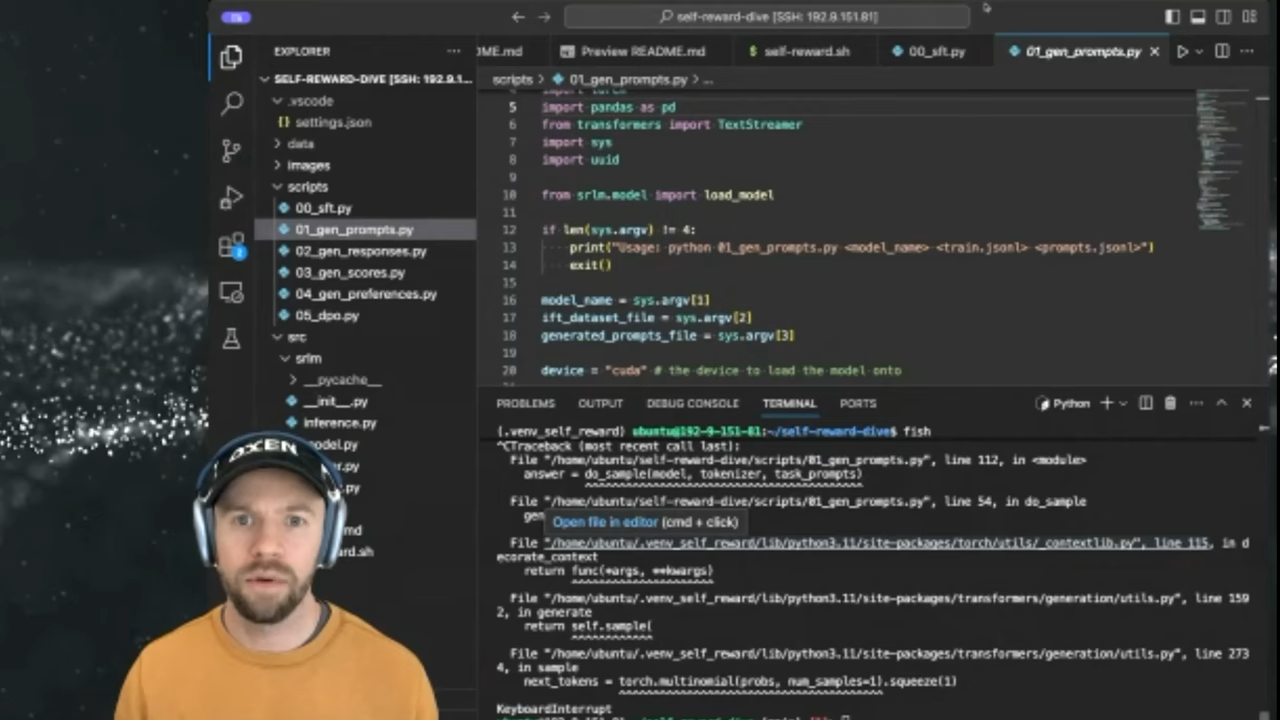 self-reward-dive [SSH: 192.9.151.81]
EXPLORER
OME.md
Preview README.md
self-reward.sh
00_sft.py
01_gen_prompts.py
SELF-REWARD-DIVE [SSH: 192.9.1...
scripts > 01_gen_prompts.py > ...
.vscode
settings.json
data
images
scripts
00_sft.py
01_gen_prompts.py
02_gen_responses.py
03_gen_scores.py
04_gen_preferences.py
05_dpo.py
src
srlm
__pycache__
__init__.py
inference.py
model.py
er.py
.py
md
ard.sh
5 import pandas as pd
6 from transformers import TextStreamer
7 import sys
8 import uuid
9
10 from srlm.model import load_model
11
12 if len(sys.argv) != 4:
13 print("Usage: python 01_gen_prompts.py <model_name> <train.jsonl> <prompts.jsonl>")
14 exit()
15
16 model_name = sys.argv[1]
17 ift_dataset_file = sys.argv[2]
18 generated_prompts_file = sys.argv[3]
19
20 device = "cuda" # the device to load the model onto
PROBLEMS OUTPUT DEBUG CONSOLE TERMINAL PORTS Python
(.venv_self_reward) ubuntu@192-9-151-81:~/self-reward-dive$ fish
^CTraceback (most recent call last):
File "/home/ubuntu/self-reward-dive/scripts/01_gen_prompts.py", line 112, in <module>
answer = do_sample(model, tokenizer, task_prompts)
^^^^^^^^^^^^^^^^^^^^^^^^^^^^^^^^^^^^^^^^
File "/home/ubuntu/self-reward-dive/scripts/01_gen_prompts.py", line 54, in do_sample
gen
Open file in editor (cmd + click)
File "/home/ubuntu/.venv_self_reward/lib/python3.11/site-packages/torch/utils/_contextlib.py", line 115, in d
ecorate_context
return func(*args, **kwargs)
^^^^^^^^^^^^^^^^^^^^^
File "/home/ubuntu/.venv_self_reward/lib/python3.11/site-packages/transformers/generation/utils.py", line 159
2, in generate
return self.sample(
^^^^^^^^^^^^
File "/home/ubuntu/.venv_self_reward/lib/python3.11/site-packages/transformers/generation/utils.py", line 273
4, in sample
next_tokens = torch.multinomial(probs, num_samples=1).squeeze(1)
^^^^^^^^^^^^^^^^^^^^^^^^^^^^^^^^^^^^^^^
KeyboardInterrupt
OXEN